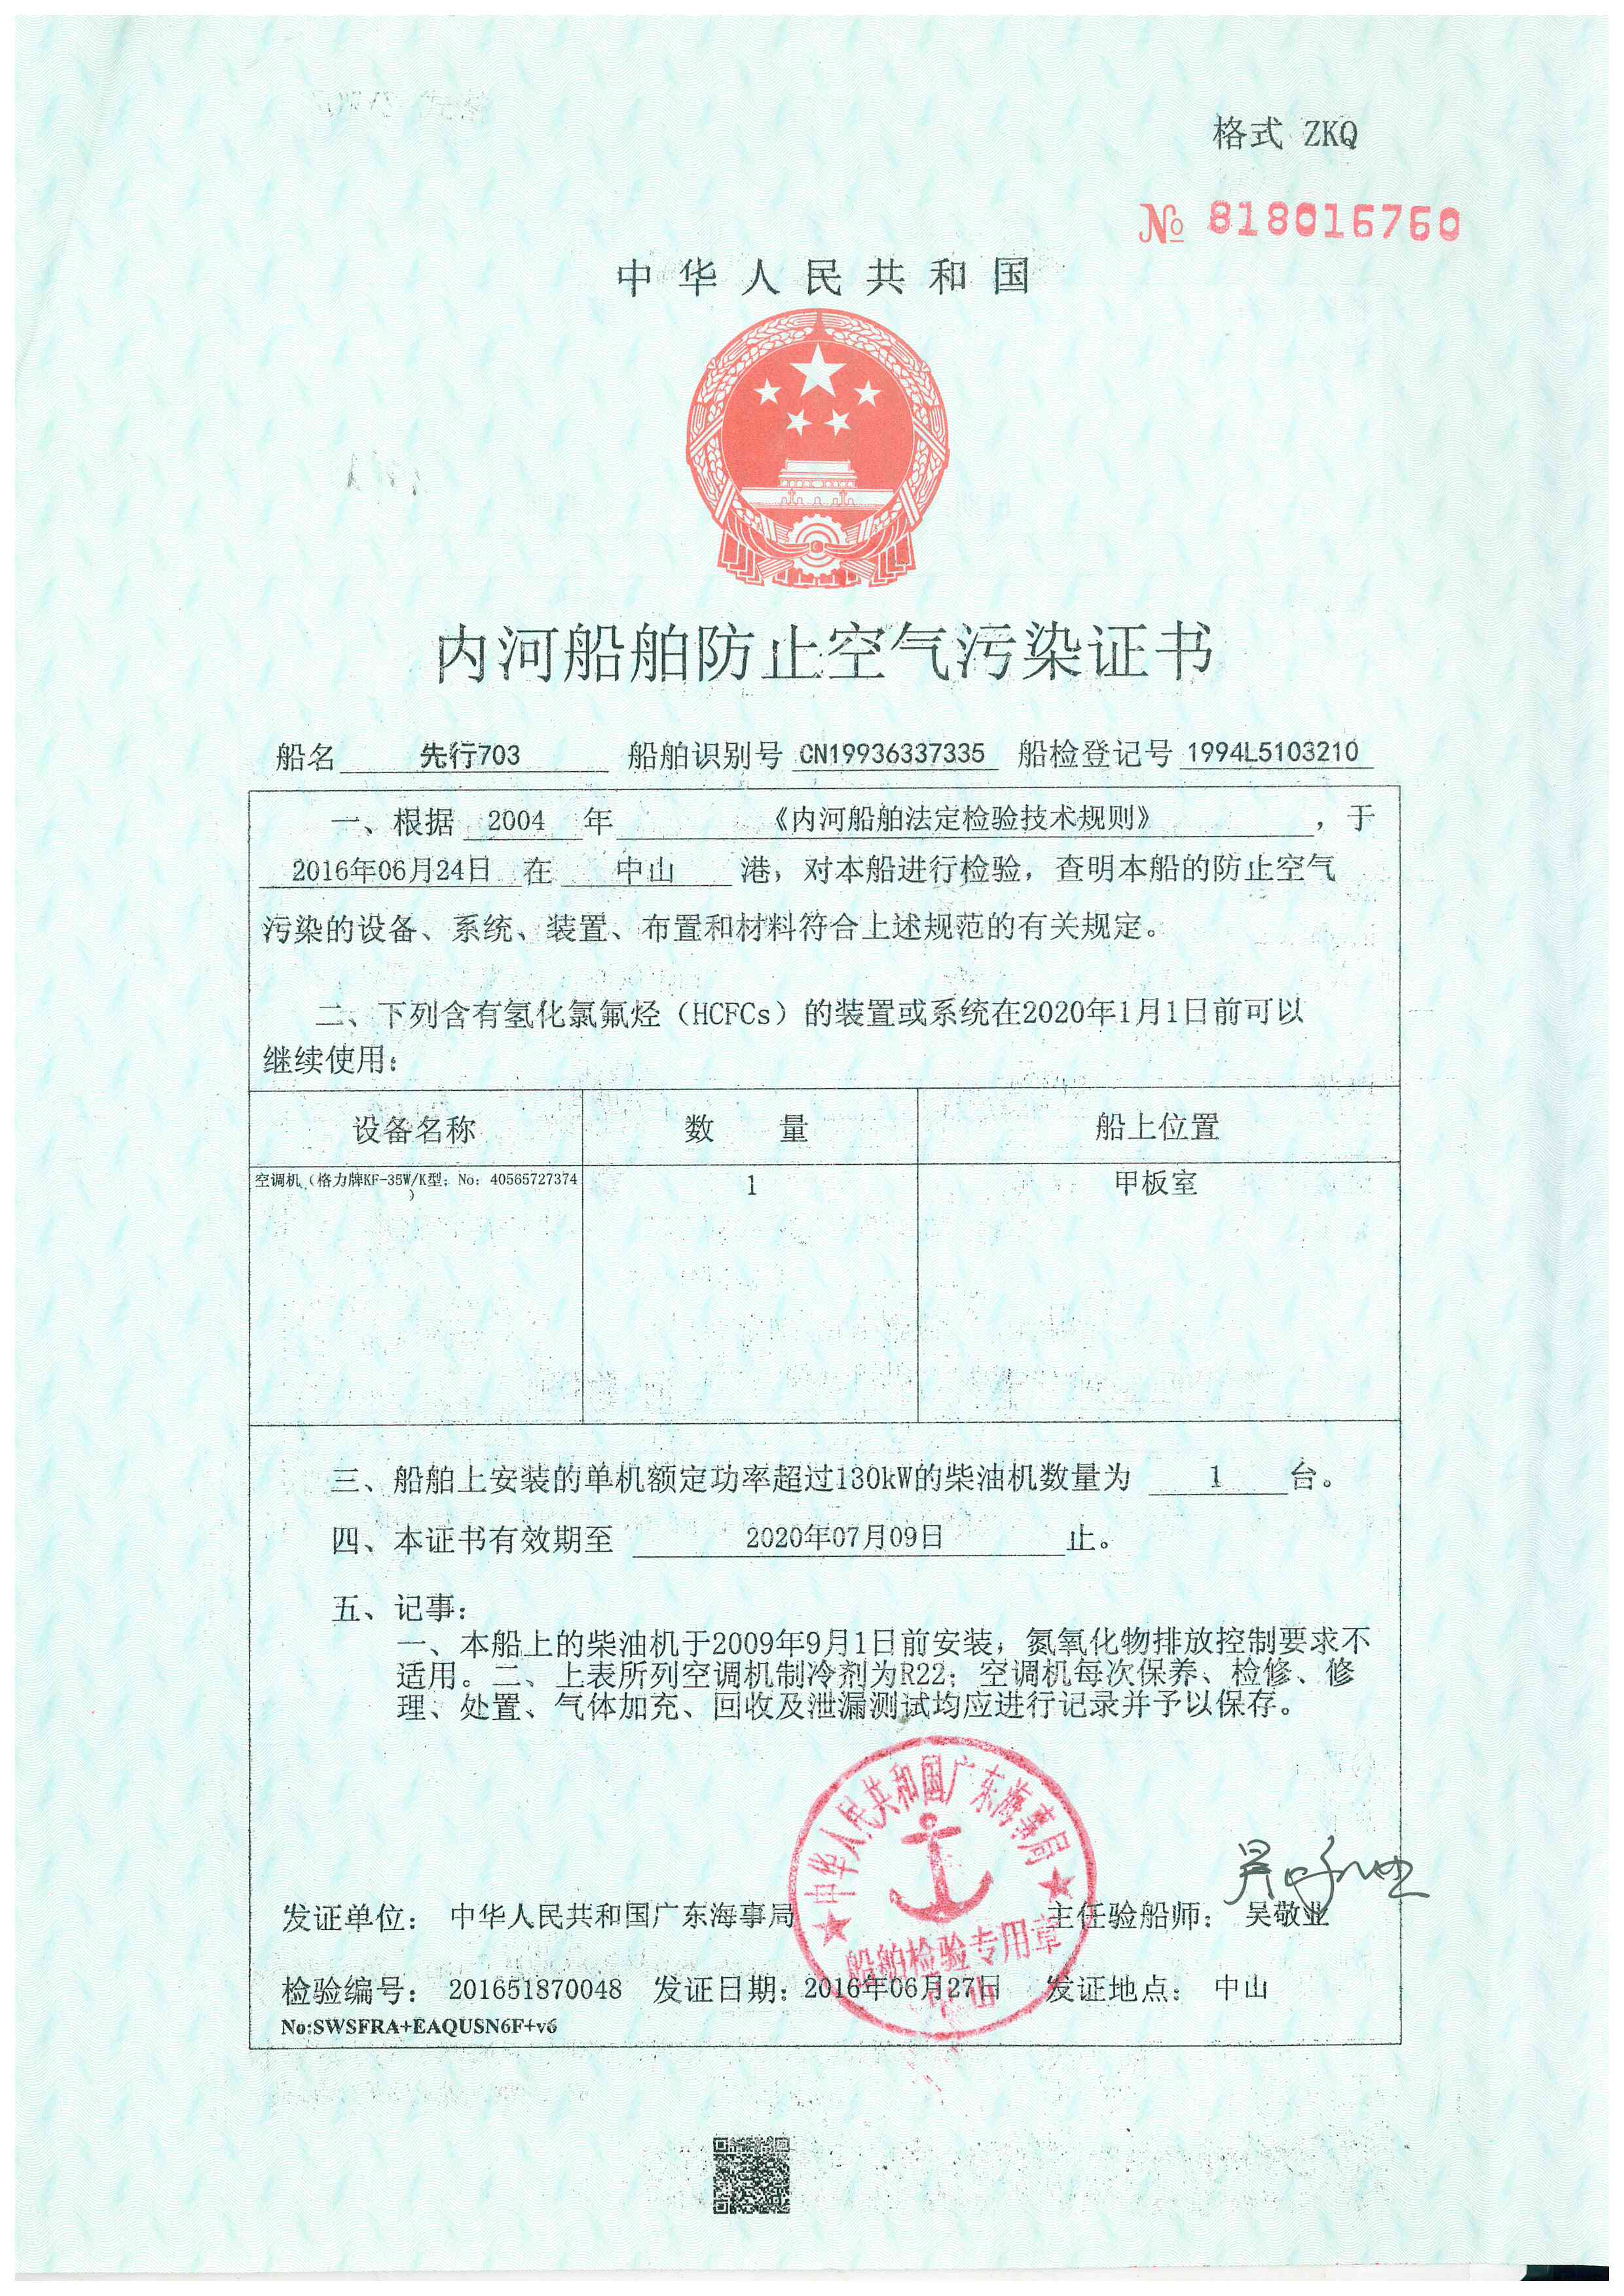 格式 ZKQ
№ 818016760
中华人民共和国
内河船舶防止空气污染证书
船名 先行703 船舶识别号 CN19936337335 船检登记号 1994L5103210
一、根据 2004 年 《内河船舶法定检验技术规则》 ，于
2016年06月24日 在 中山 港，对本船进行检验，查明本船的防止空气
污染的设备、系统、装置、布置和材料符合上述规范的有关规定。
二、下列含有氢化氯氟烃（HCFCs）的装置或系统在2020年1月1日前可以
继续使用：
设备名称 数 量 船上位置
空调机（格力牌KF-35W/K型；No：40565727374 1 甲板室
）
三、船舶上安装的单机额定功率超过130kW的柴油机数量为 1 台。
四、本证书有效期至 2020年07月09日 止。
五、记事：
一、本船上的柴油机于2009年9月1日前安装，氮氧化物排放控制要求不
适用。二、上表所列空调机制冷剂为R22；空调机每次保养、检修、修
理、处置、气体加充、回收及泄漏测试均应进行记录并予以保存。
中华人民共和国广东海事局
船舶检验专用章
中山
发证单位： 中华人民共和国广东海事局 主任验船师： 吴敬业
检验编号： 201651870048 发证日期：2016年06月27日 发证地点： 中山
No:SWSFRA+EAQUSN6F+v6